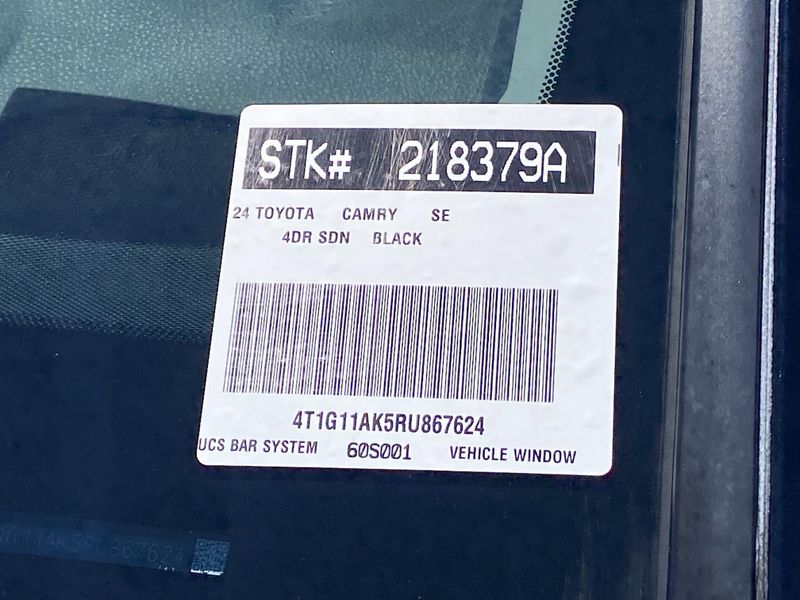 STK# 218379A
24 TOYOTA CAMRY SE
4DR SDN BLACK
4T1G11AK5RU867624
UCS BAR SYSTEM 60S001 VEHICLE WINDOW